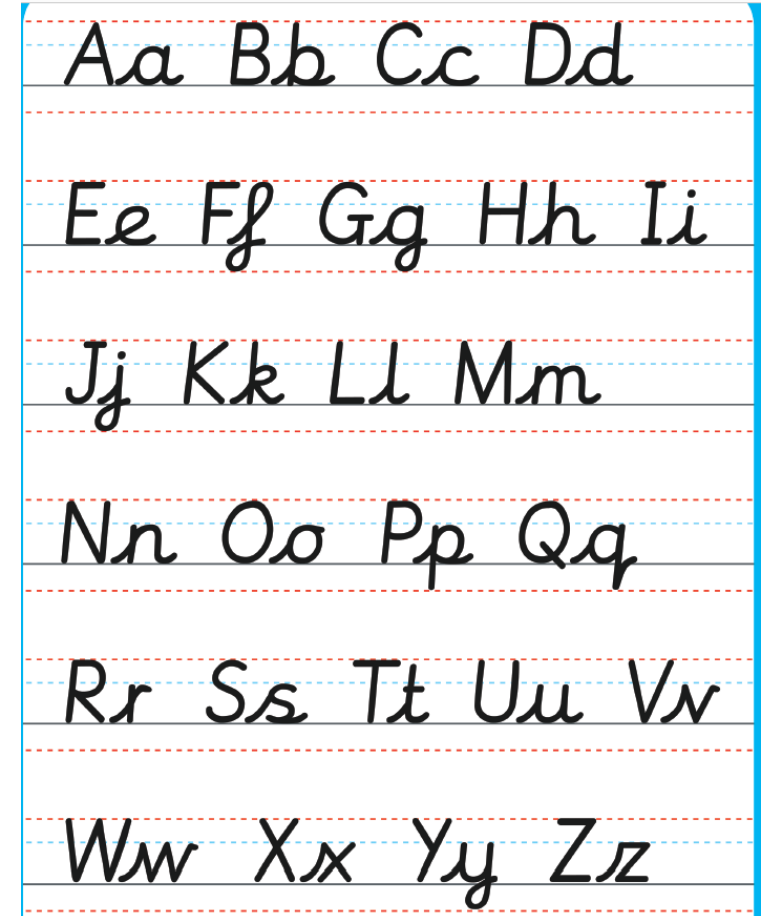 Aa Bb Cc Dd
Ee Ff Gg Hh Ii
Jj Kk Ll Mm
Nn Oo Pp Qq
Rr Ss Tt Uu Vv
Ww Xx Yy Zz